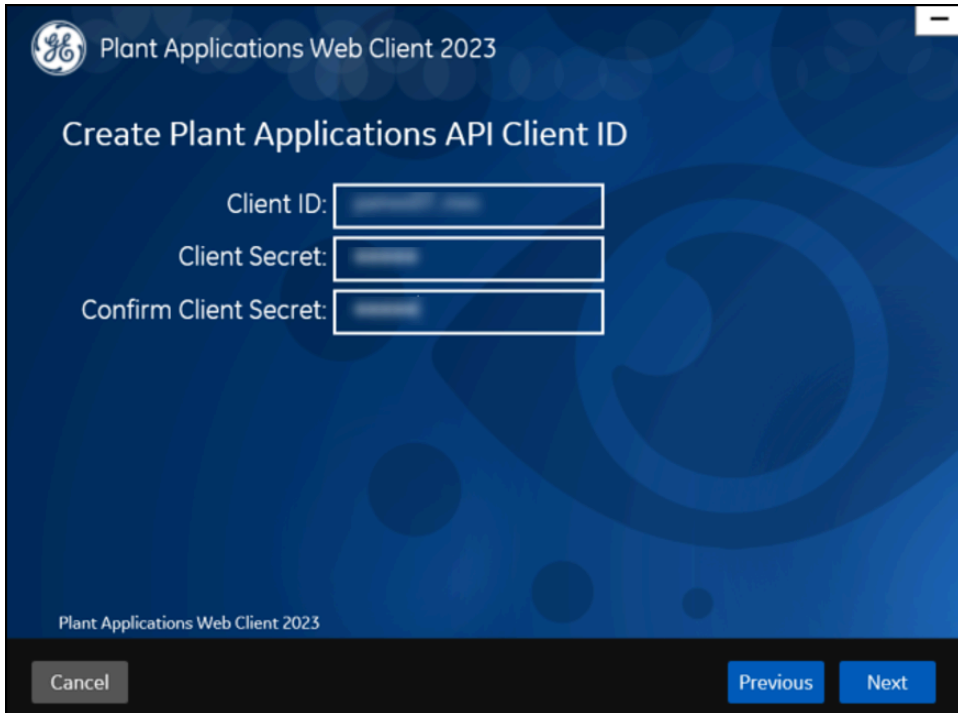 Plant Applications Web Client 2023
Create Plant Applications API Client ID
Client ID:
Client Secret:
Confirm Client Secret:
Plant Applications Web Client 2023
Cancel
Previous
Next